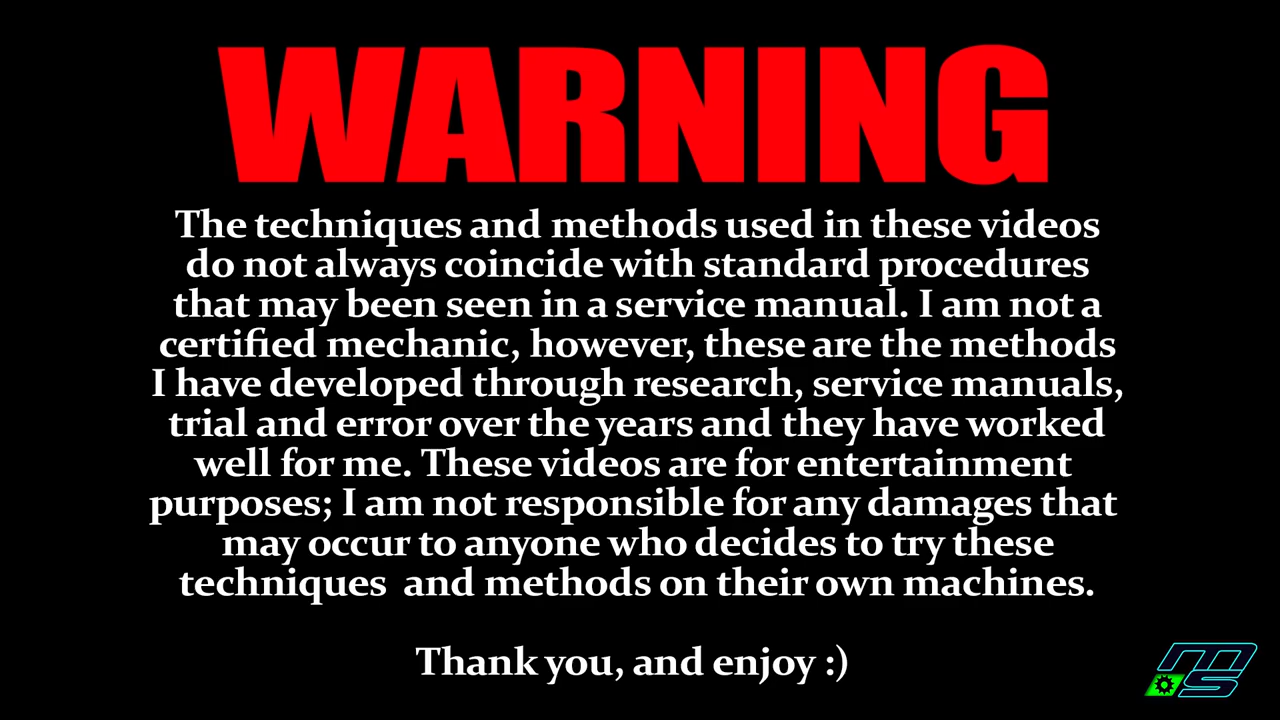 WARNING
The techniques and methods used in these videos
do not always coincide with standard procedures
that may been seen in a service manual. I am not a
certified mechanic, however, these are the methods
I have developed through research, service manuals,
trial and error over the years and they have worked
well for me. These videos are for entertainment
purposes; I am not responsible for any damages that
may occur to anyone who decides to try these
techniques  and methods on their own machines.
Thank you, and enjoy :)